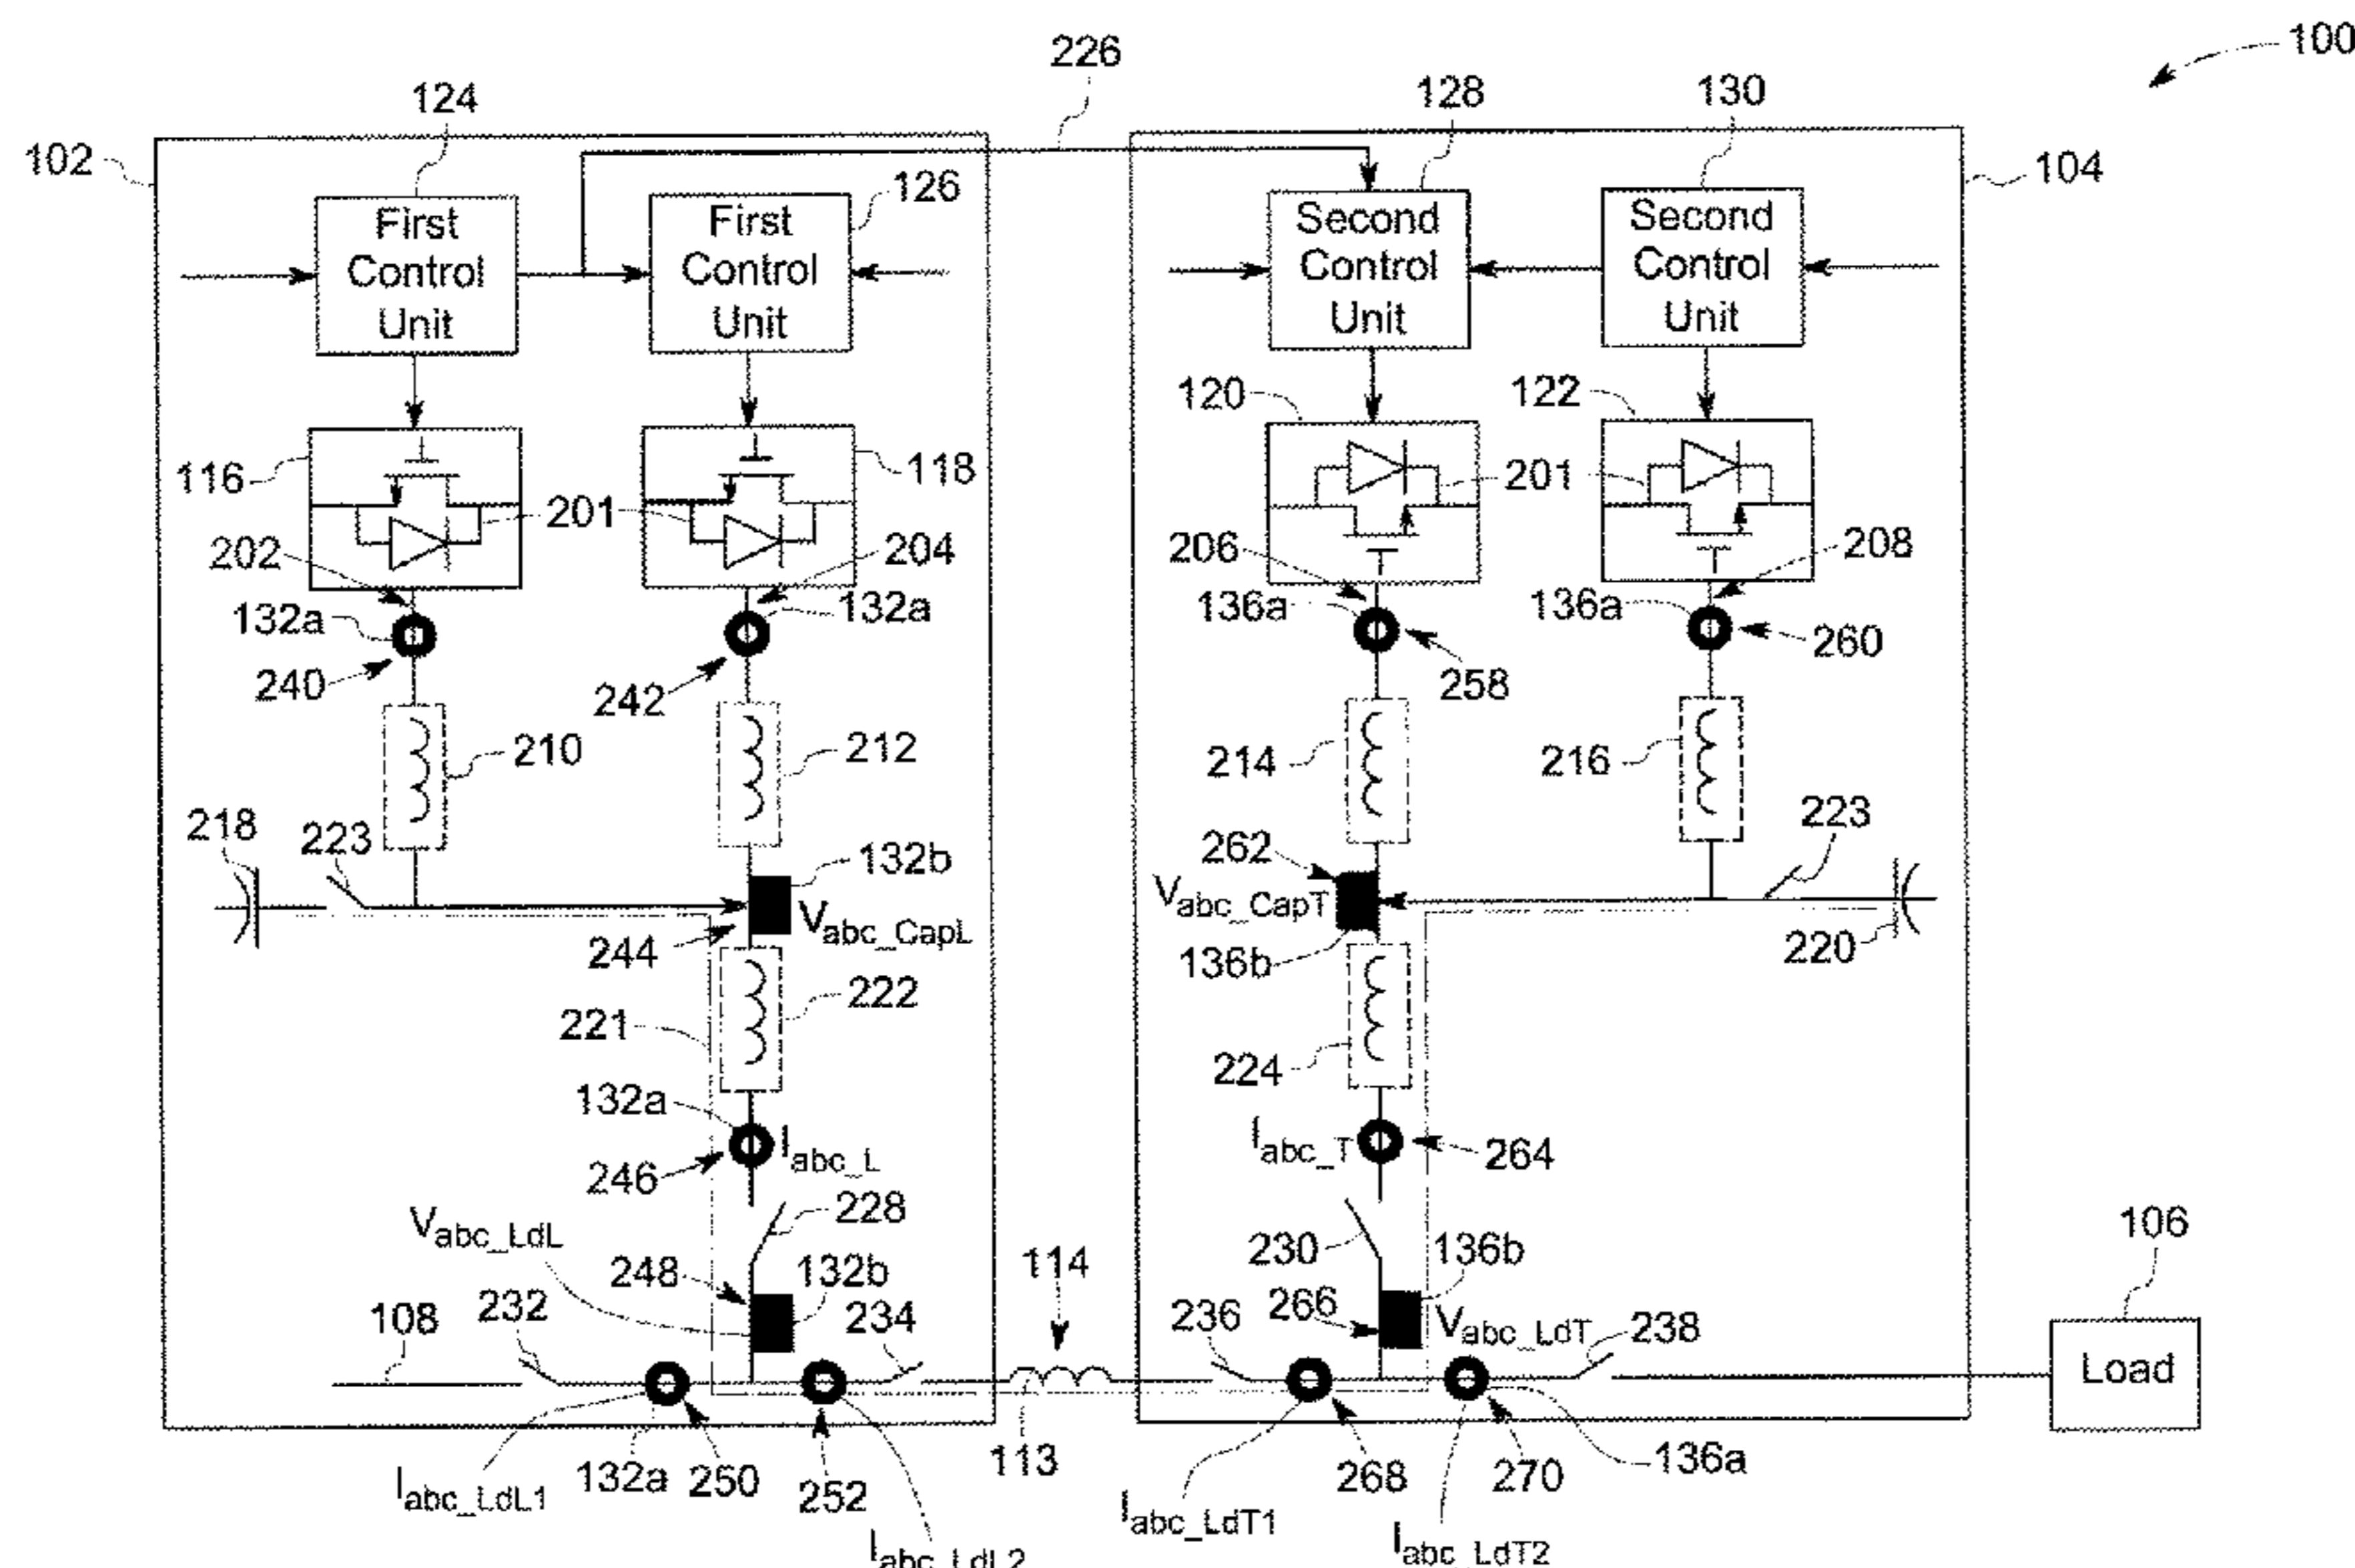 100
226
124
128
130
102
104
126
First
Control
Unit
First
Control
Unit
Second
Control
Unit
Second
Control
Unit
120
122
116
201
118
201
202
204
206
208
132a
132a
136a
136a
240
242
258
260
210
212
214
216
218
223
132b
262
223
V_abc_CapL
V_abc_CapT
244
136b
220
221
222
224
132a
I_abc_L
I_abc_T
246
264
228
V_abc_LdL
230
136b
106
248
132b
114
266
V_abc_LdT
108
232
234
236
238
Load
113
I_abc_LdL1
132a
250
252
268
270
136a
I_abc_LdL2
I_abc_LdT1
I_abc_LdT2